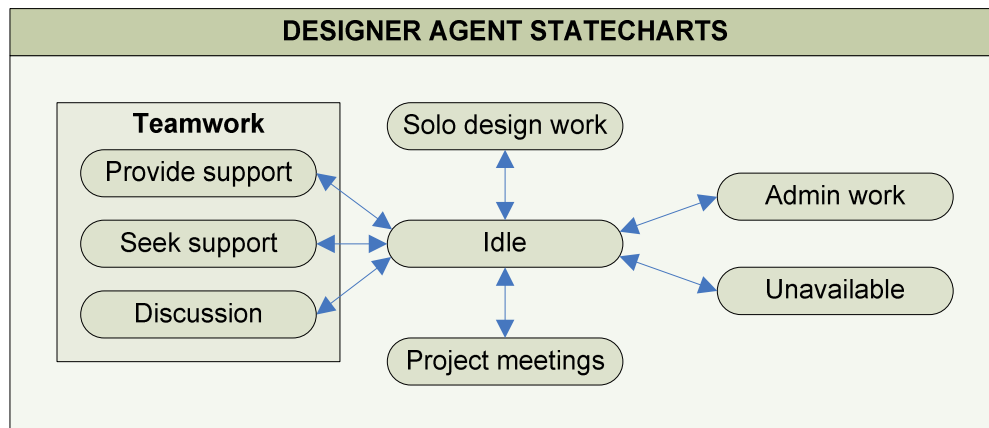 DESIGNER AGENT STATECHARTS
Teamwork
Provide support
Seek support
Discussion
Solo design work
Idle
Project meetings
Admin work
Unavailable